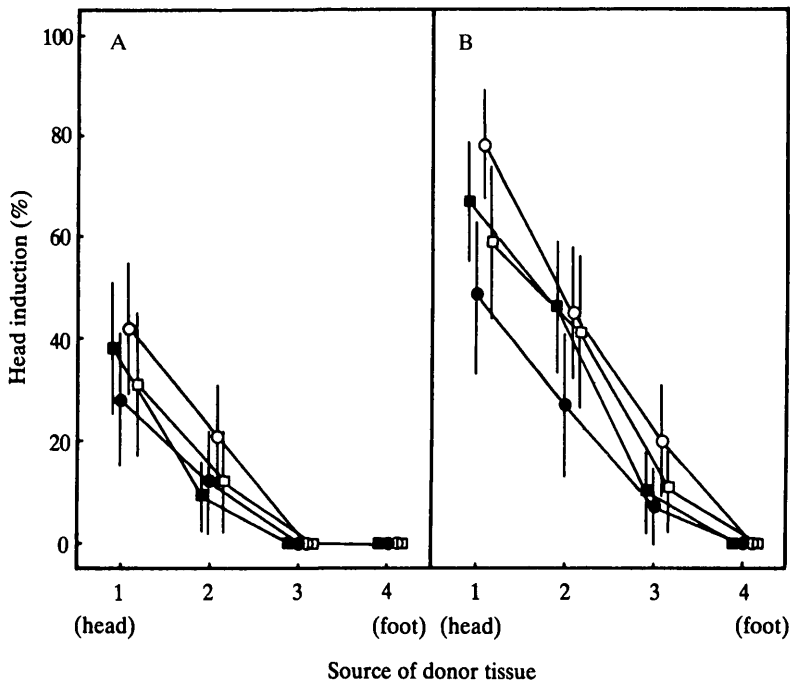 A
B
100
80
60
40
20
0
Head induction (%)
1 2 3 4 1 2 3 4
(head) (foot) (head) (foot)
Source of donor tissue